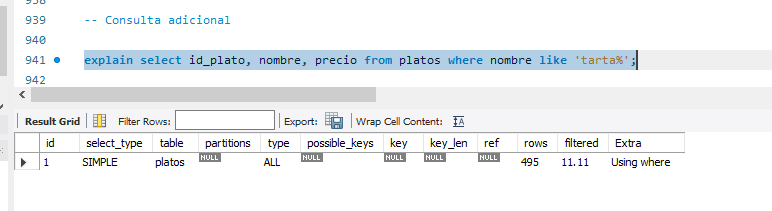 939 -- Consulta adicional
940
941 explain select id_plato, nombre, precio from platos where nombre like 'tarta%';
942
Result Grid Filter Rows: Export: Wrap Cell Content: IA
id select_type table partitions type possible_keys key key_len ref rows filtered Extra
1 SIMPLE platos NULL ALL NULL NULL NULL NULL 495 11.11 Using where